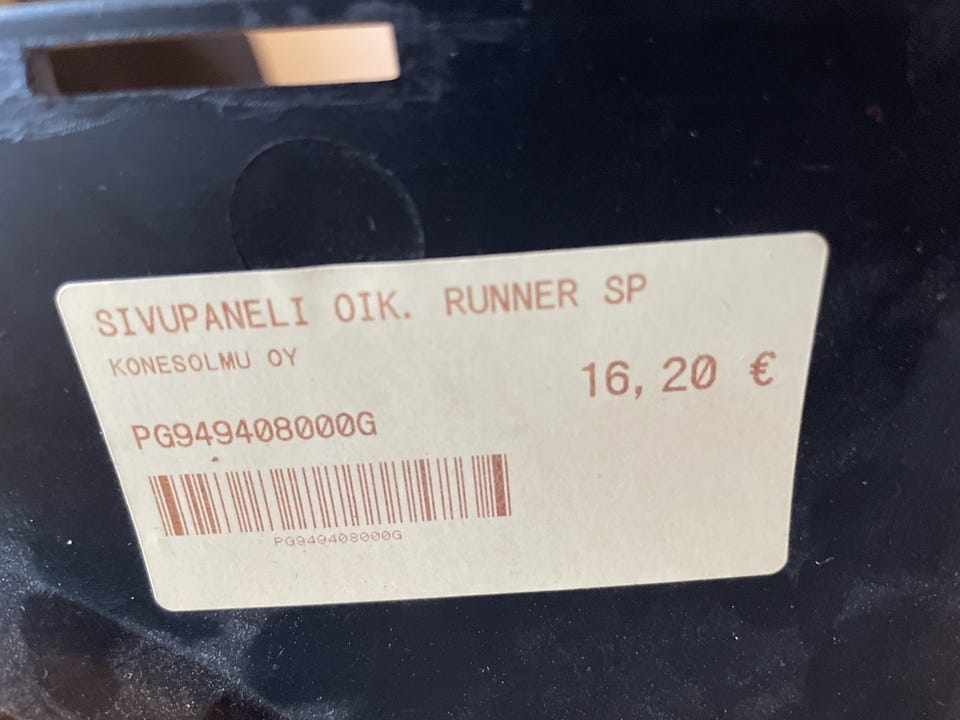 SIVUPANELI OIK. RUNNER SP
KONESOLMU OY
16,20 €
PG949408000G
PG949408000G